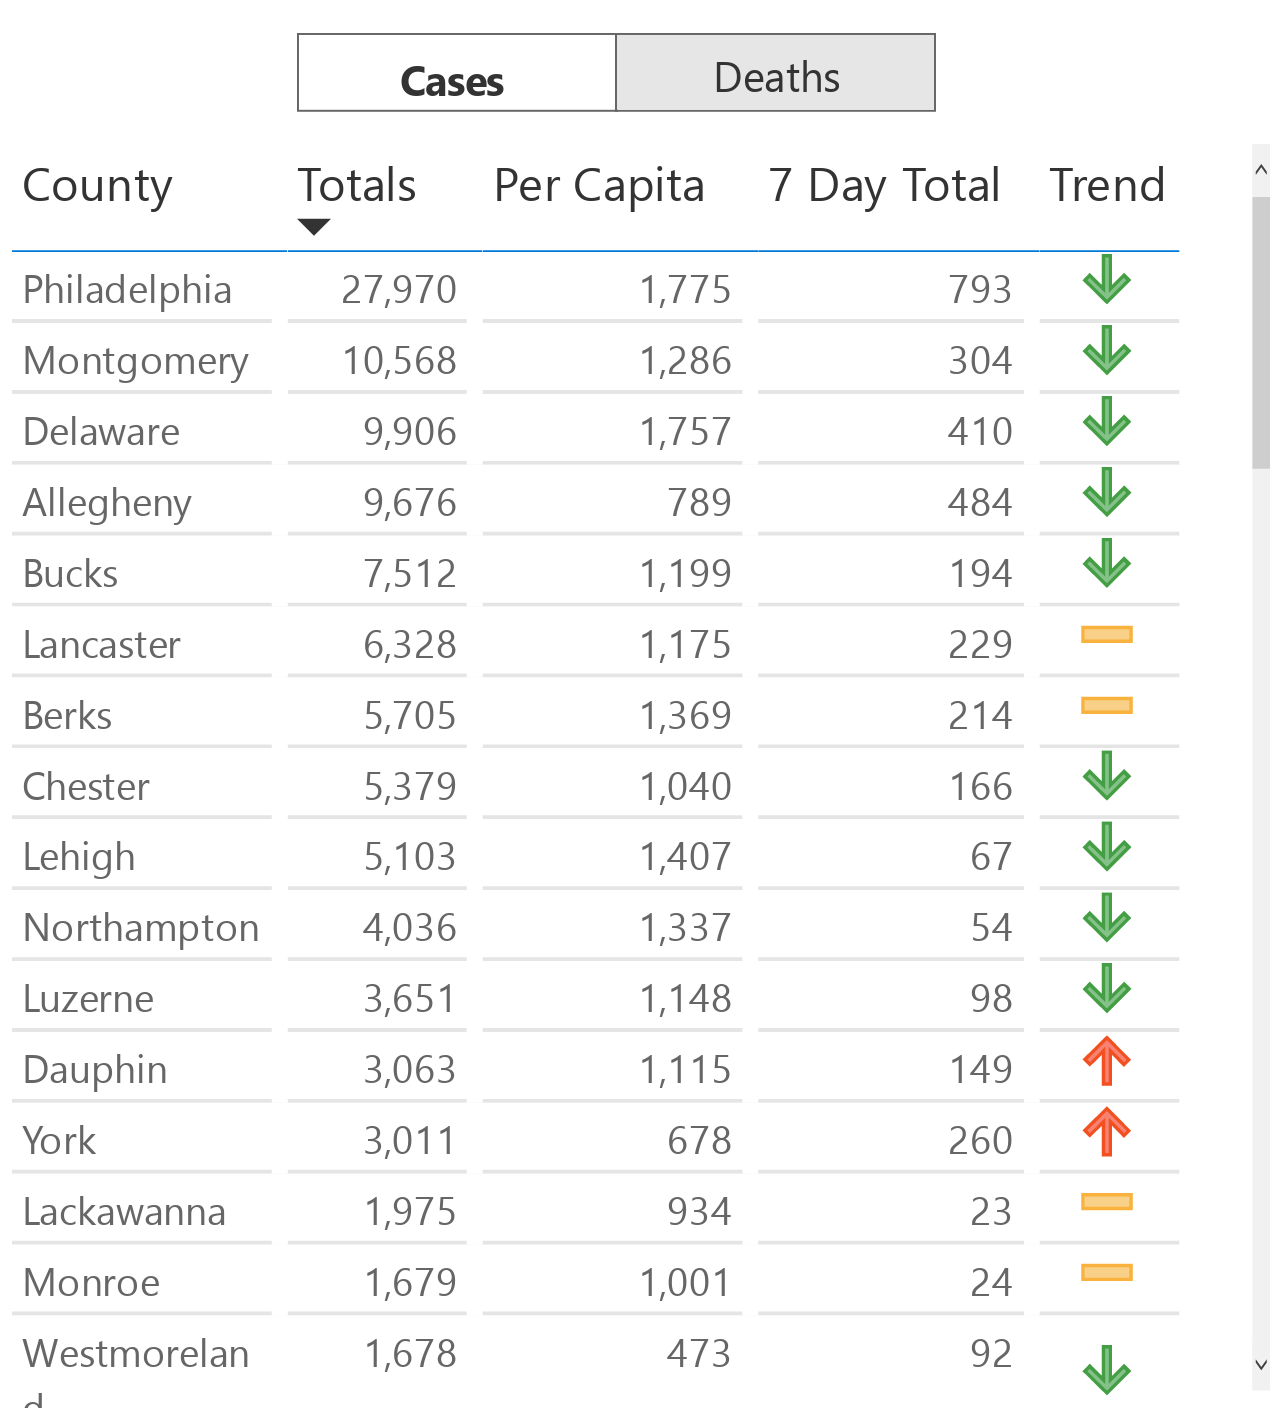 Cases Deaths
County Totals Per Capita 7 Day Total Trend
Philadelphia 27,970 1,775 793
Montgomery 10,568 1,286 304
Delaware 9,906 1,757 410
Allegheny 9,676 789 484
Bucks 7,512 1,199 194
Lancaster 6,328 1,175 229
Berks 5,705 1,369 214
Chester 5,379 1,040 166
Lehigh 5,103 1,407 67
Northampton 4,036 1,337 54
Luzerne 3,651 1,148 98
Dauphin 3,063 1,115 149
York 3,011 678 260
Lackawanna 1,975 934 23
Monroe 1,679 1,001 24
Westmorelan 1,678 473 92
d